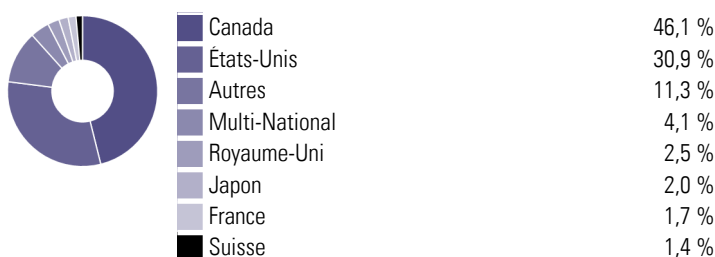 Canada 46,1 %
États-Unis 30,9 %
Autres 11,3 %
Multi-National 4,1 %
Royaume-Uni 2,5 %
Japon 2,0 %
France 1,7 %
Suisse 1,4 %